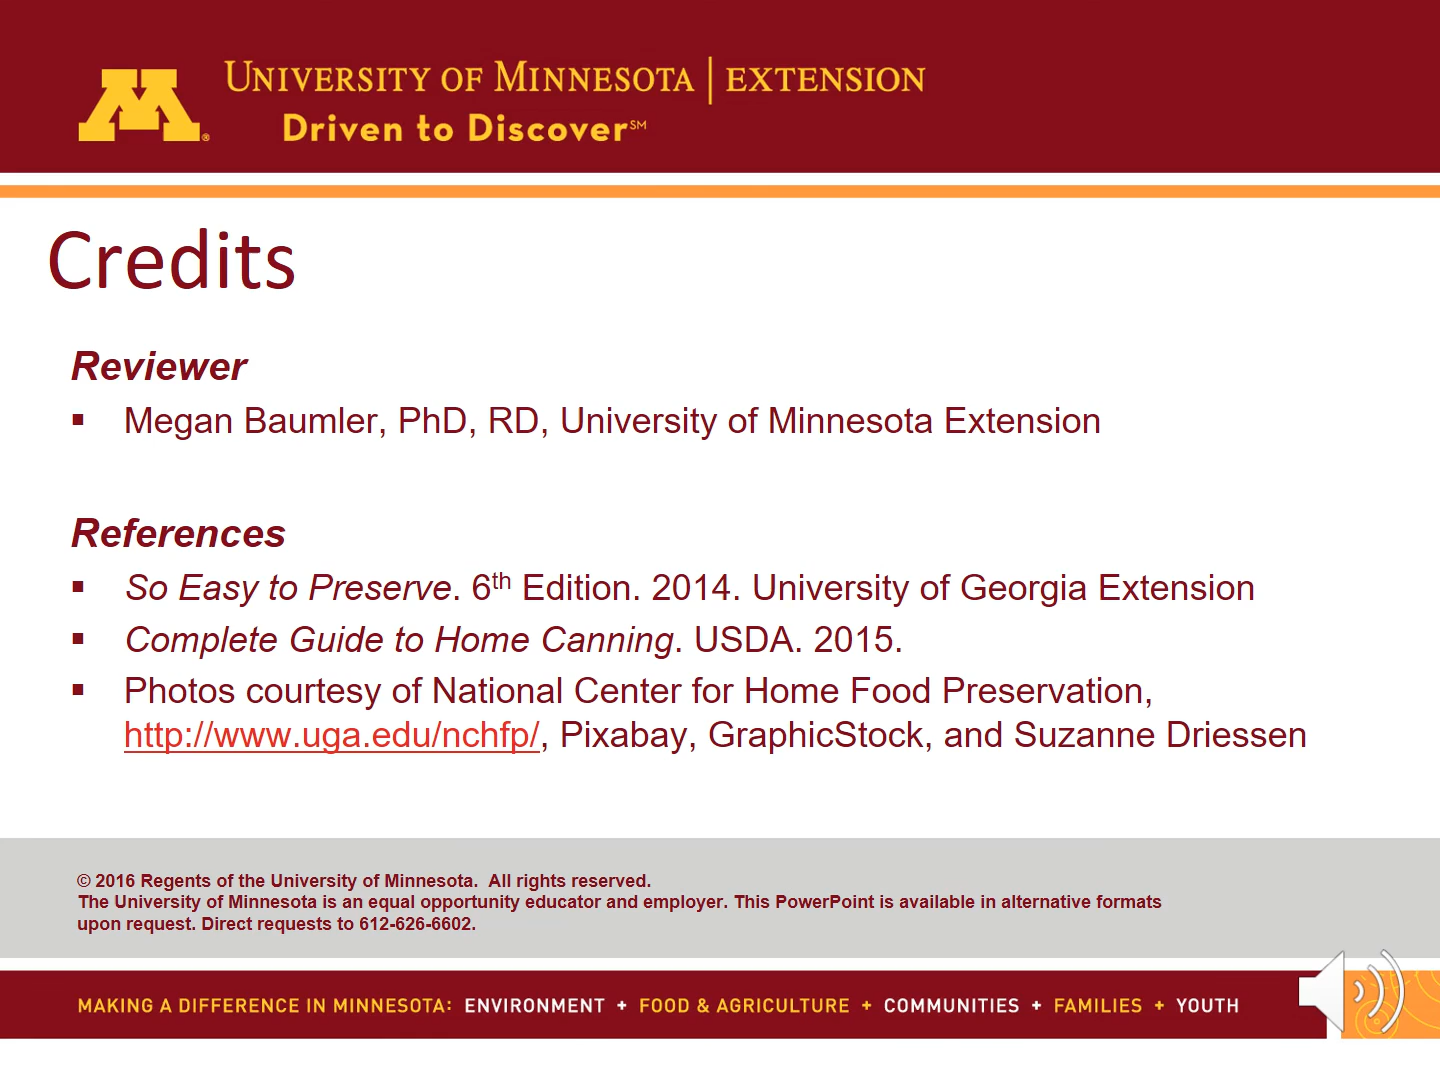 UNIVERSITY OF MINNESOTA | EXTENSION
Driven to Discover℠
Credits
Reviewer
▪ Megan Baumler, PhD, RD, University of Minnesota Extension
References
▪ So Easy to Preserve. 6th Edition. 2014. University of Georgia Extension
▪ Complete Guide to Home Canning. USDA. 2015.
▪ Photos courtesy of National Center for Home Food Preservation,
http://www.uga.edu/nchfp/, Pixabay, GraphicStock, and Suzanne Driessen
© 2016 Regents of the University of Minnesota.  All rights reserved.
The University of Minnesota is an equal opportunity educator and employer. This PowerPoint is available in alternative formats
upon request. Direct requests to 612-626-6602.
MAKING A DIFFERENCE IN MINNESOTA: ENVIRONMENT + FOOD & AGRICULTURE + COMMUNITIES + FAMILIES + YOUTH